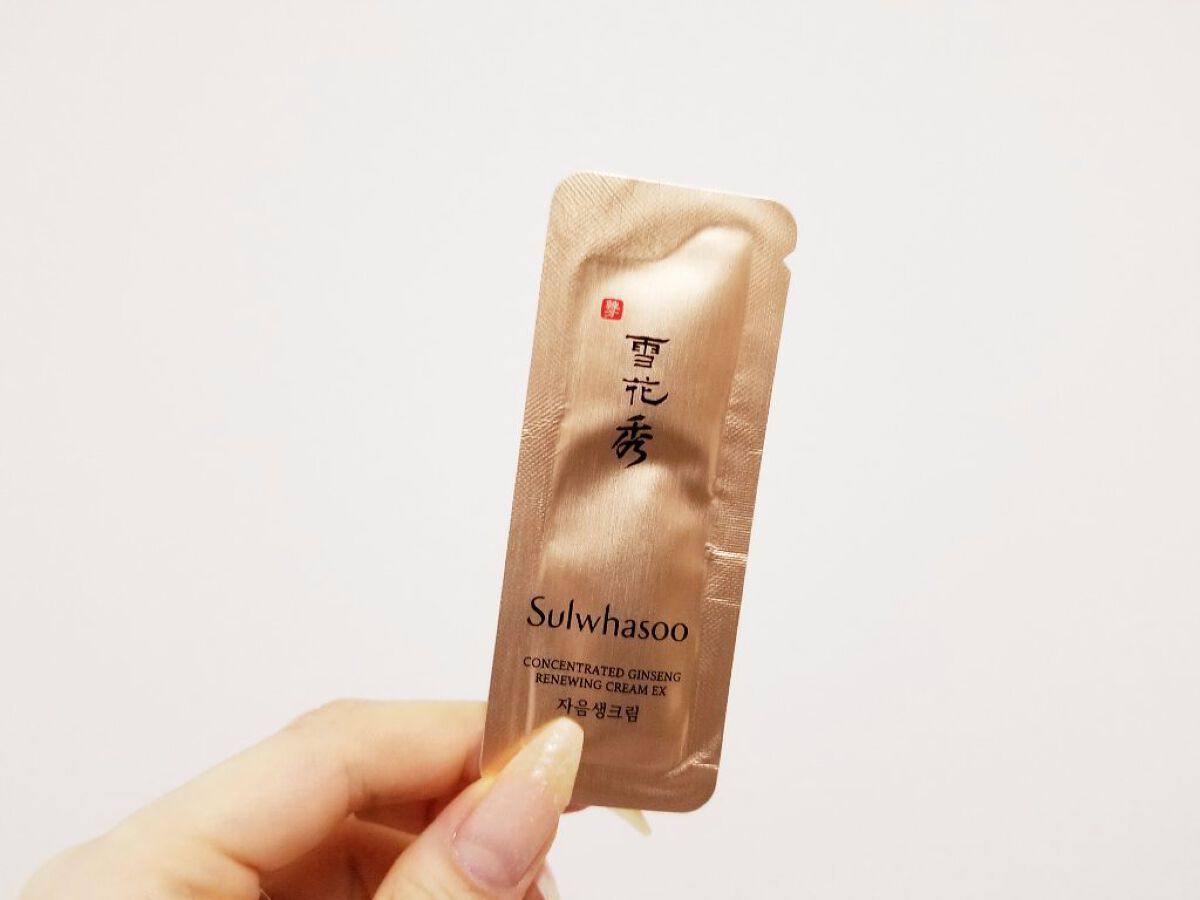 雪
花
秀
Sulwhasoo
CONCENTRATED GINSENG
RENEWING CREAM EX
자음생크림